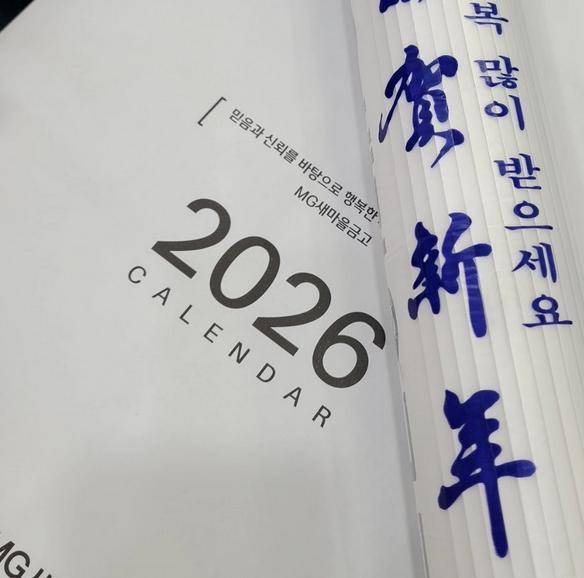 믿음과 신뢰를 바탕으로 행복한
MG새마을금고
2026
CALENDAR
賀新年
복 많이 받으세요
MG